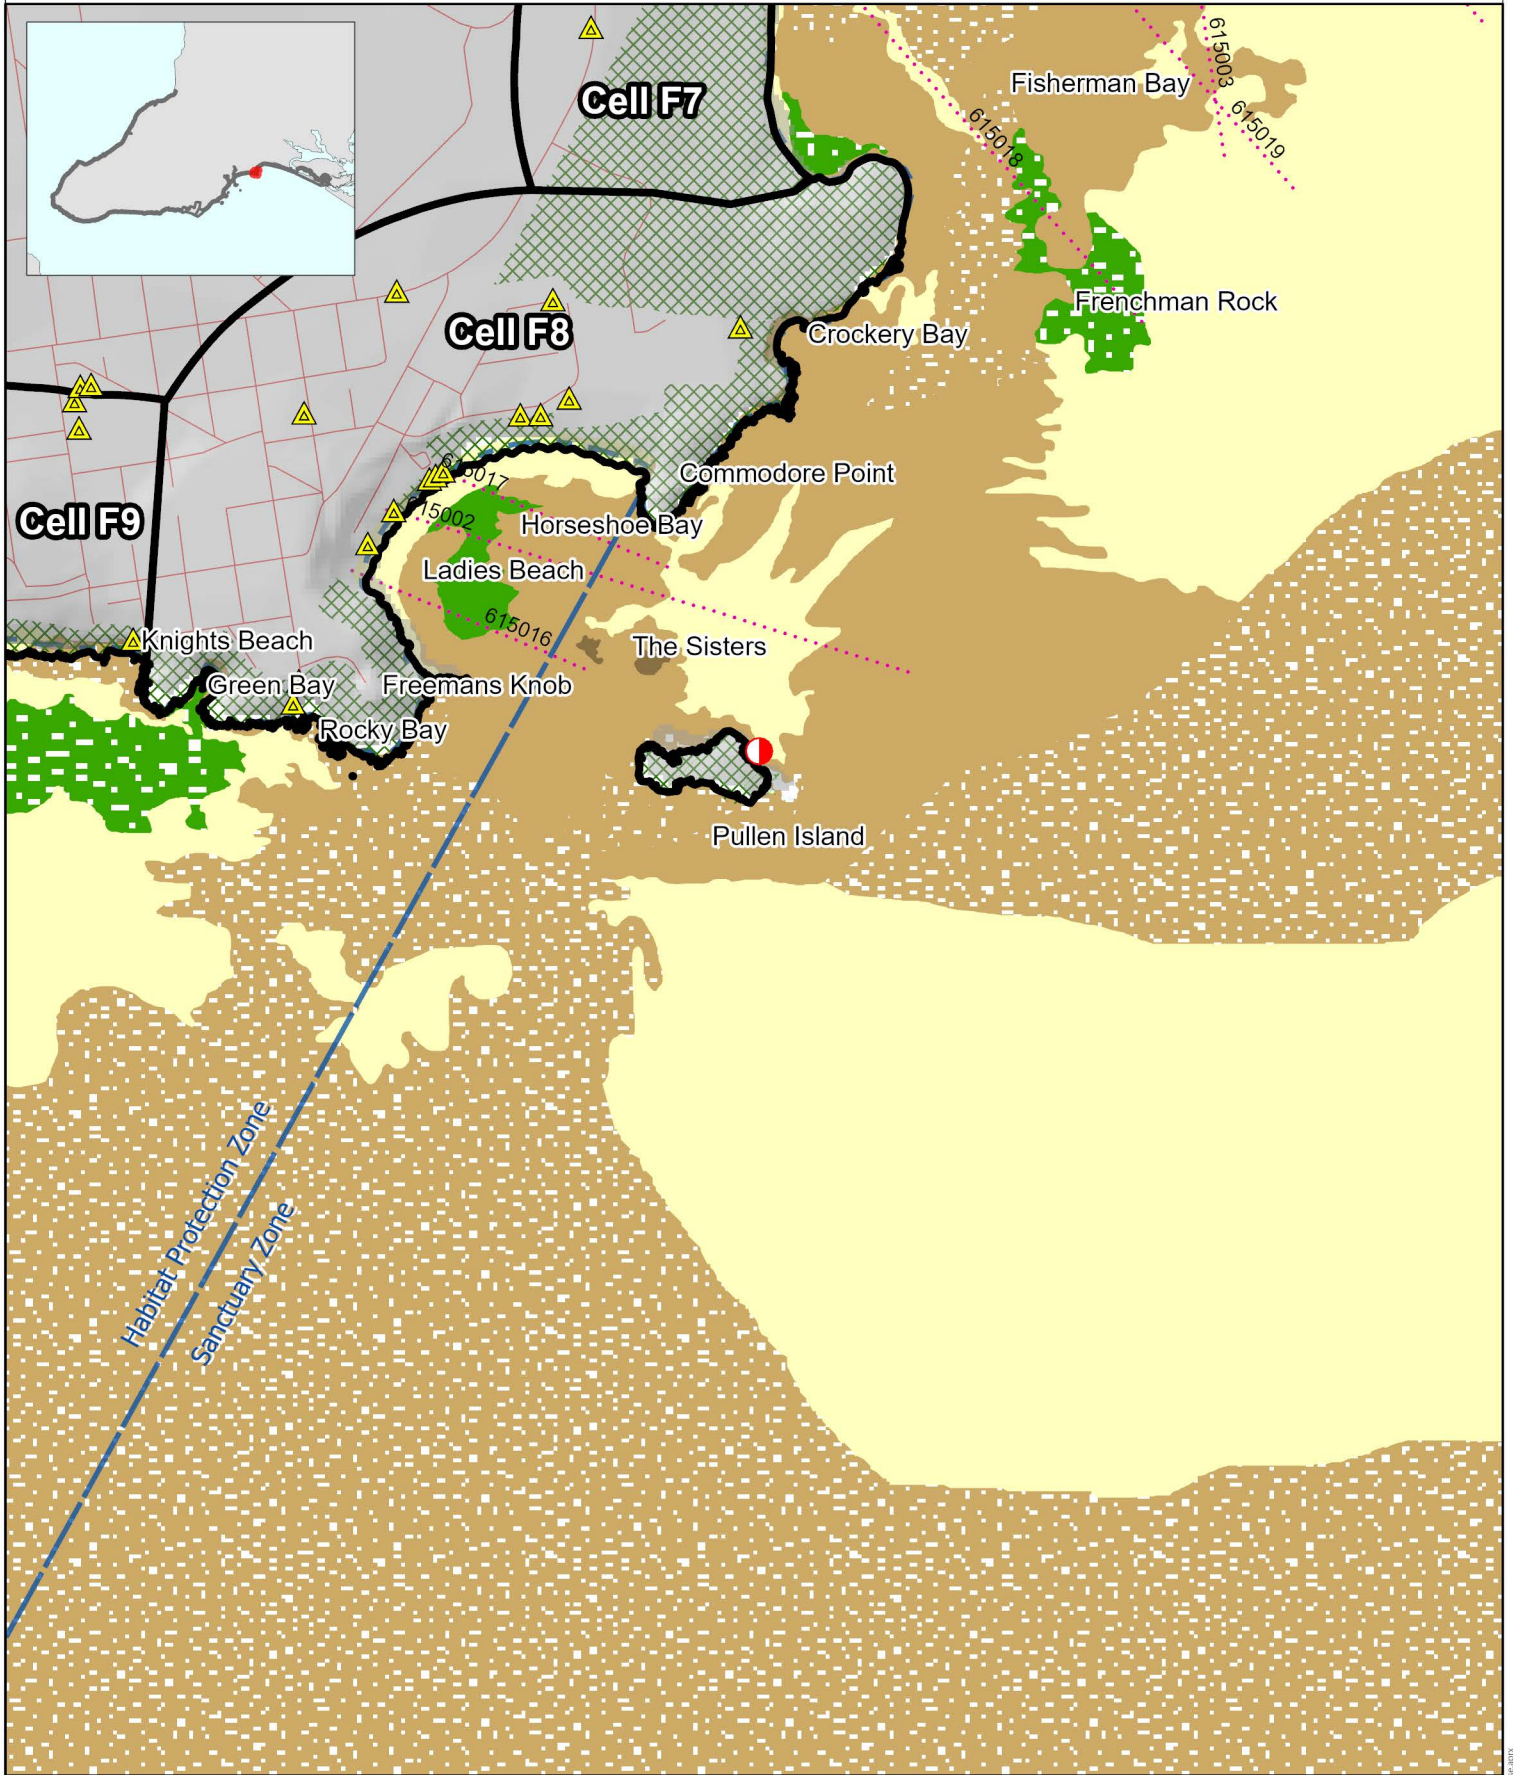 Cell F7
Fisherman Bay
615003
615019
615018
Frenchman Rock
Crockery Bay
Cell F8
Commodore Point
615017
615002
Cell F9
Horseshoe Bay
Ladies Beach
615016
The Sisters
Knights Beach
Green Bay
Freemans Knob
Rocky Bay
Pullen Island
Habitat Protection Zone
Sanctuary Zone